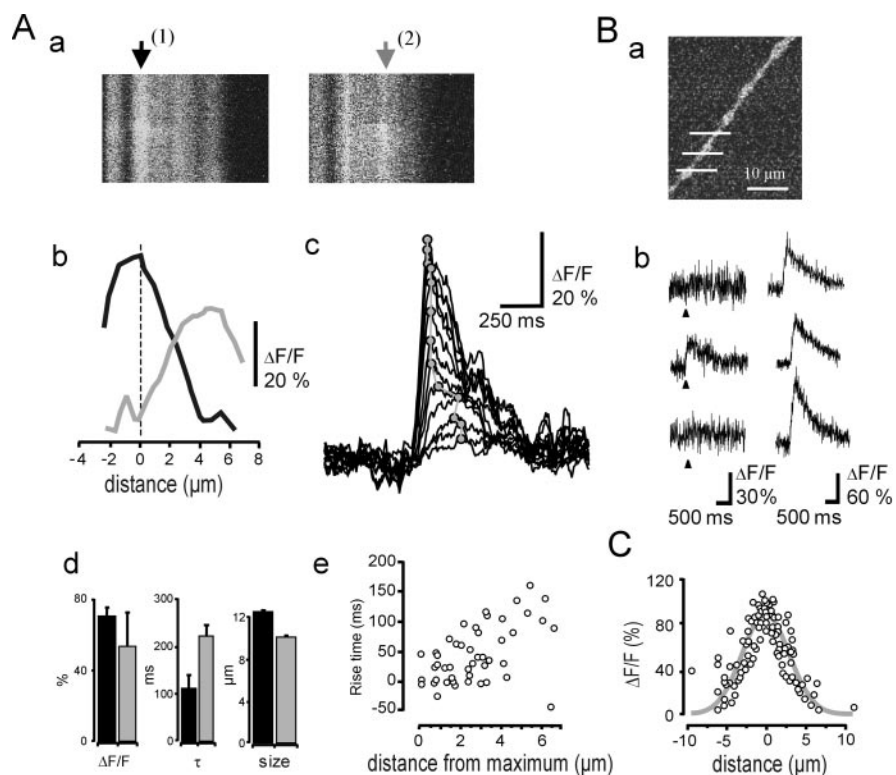 A
a
(1)
(2)
B
a
10 µm
b
ΔF/F
20 %
-4 -2 0 2 4 6 8
distance (µm)
c
ΔF/F
20 %
250 ms
b
ΔF/F
30%
500 ms
ΔF/F
60 %
500 ms
d
80
40
0
%
ΔF/F
300
200
100
0
ms
τ
12
8
4
0
µm
size
e
200
150
100
50
0
-50
Rise time (ms)
0 2 4 6
distance from maximum (µm)
C
120
80
40
0
ΔF/F (%)
-10 -5 0 5 10
distance (µm)